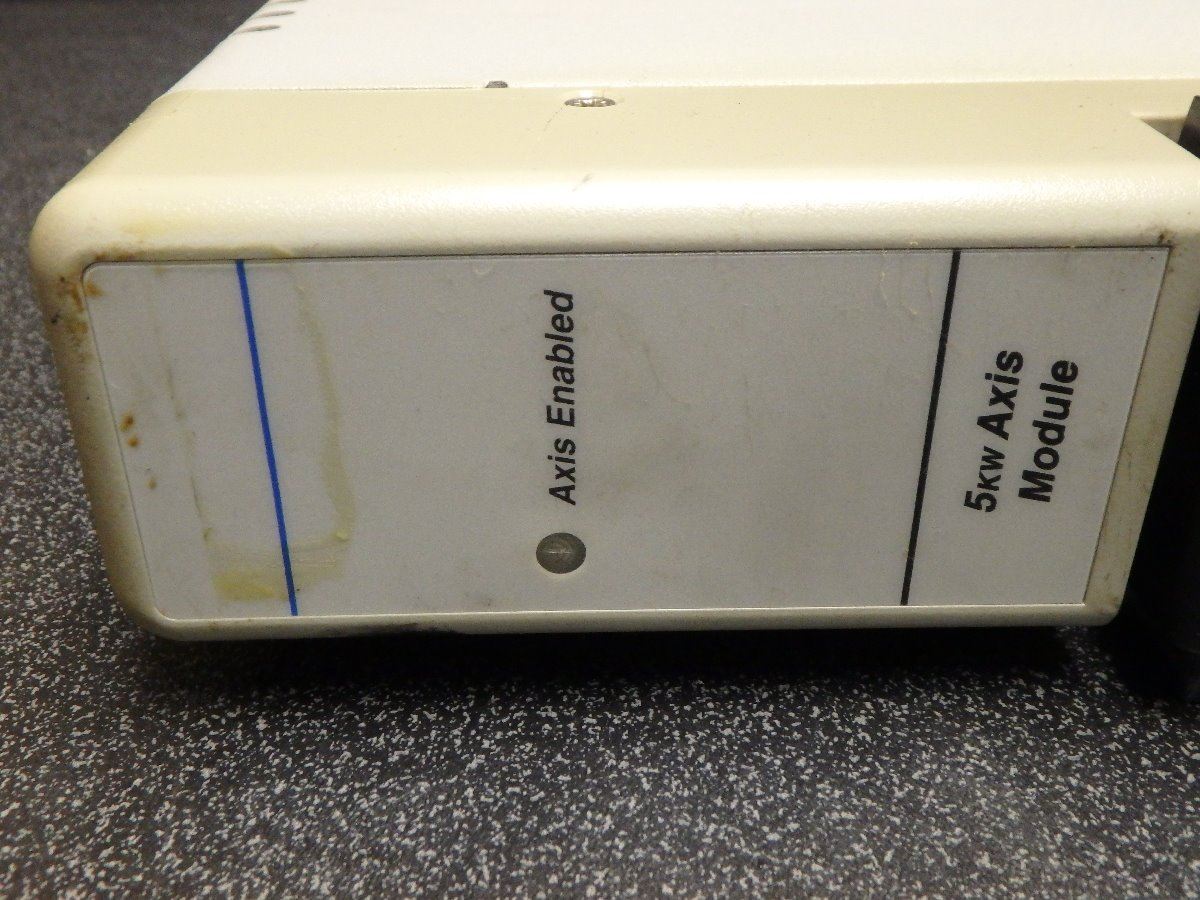 Axis Enabled
5kw Axis
Module